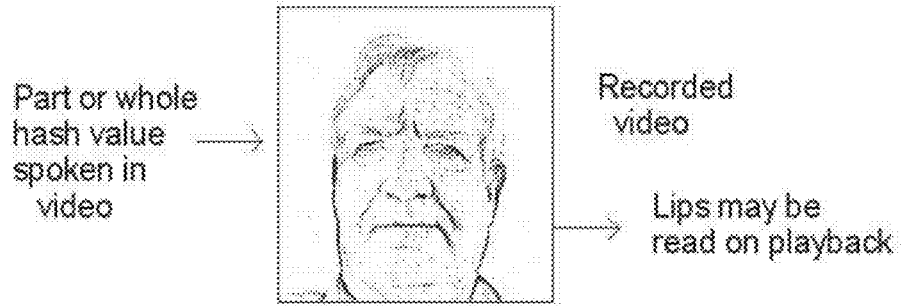 Part or whole
hash value
spoken in
video
Recorded
video
Lips may be
read on playback